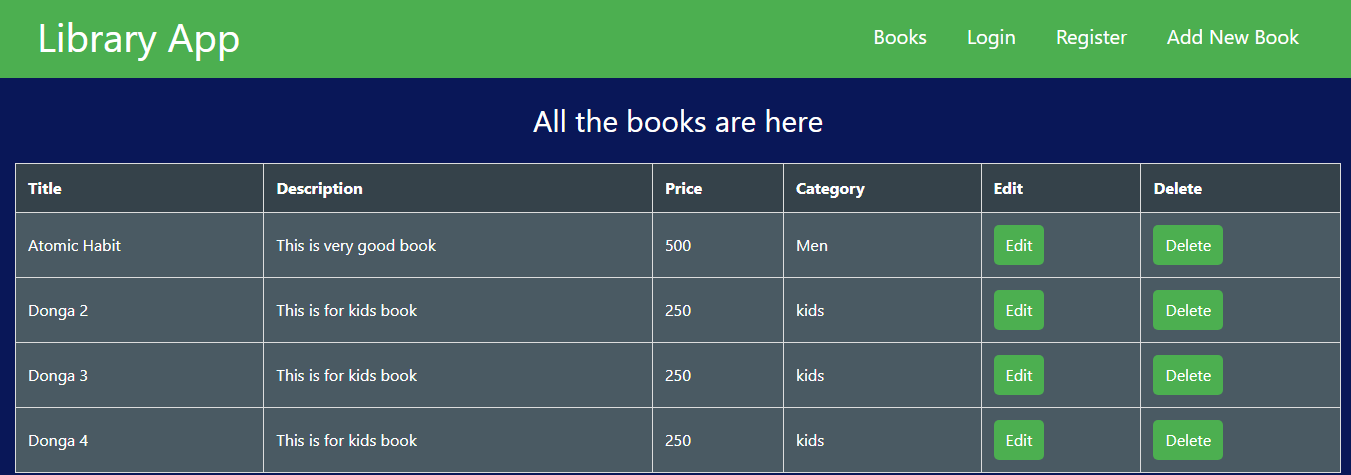 Library App Books Login Register Add New Book
All the books are here
Title Description Price Category Edit Delete
Atomic Habit This is very good book 500 Men Edit Delete
Donga 2 This is for kids book 250 kids Edit Delete
Donga 3 This is for kids book 250 kids Edit Delete
Donga 4 This is for kids book 250 kids Edit Delete